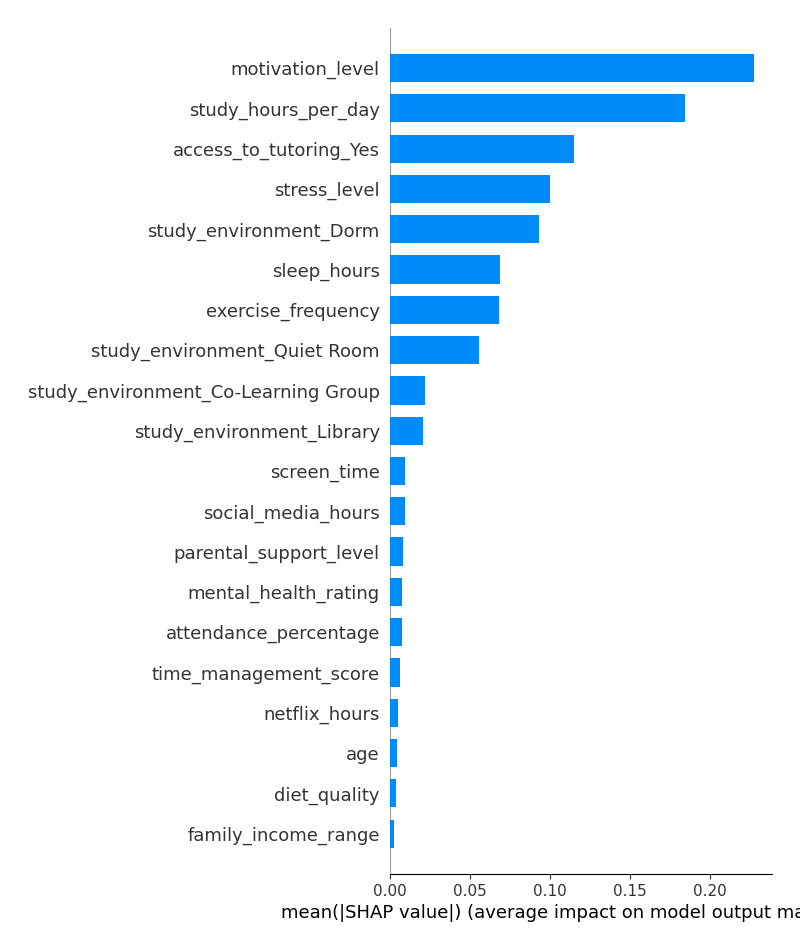 motivation_level
study_hours_per_day
access_to_tutoring_Yes
stress_level
study_environment_Dorm
sleep_hours
exercise_frequency
study_environment_Quiet Room
study_environment_Co-Learning Group
study_environment_Library
screen_time
social_media_hours
parental_support_level
mental_health_rating
attendance_percentage
time_management_score
netflix_hours
age
diet_quality
family_income_range
0.00 0.05 0.10 0.15 0.20
mean(|SHAP value|) (average impact on model output ma